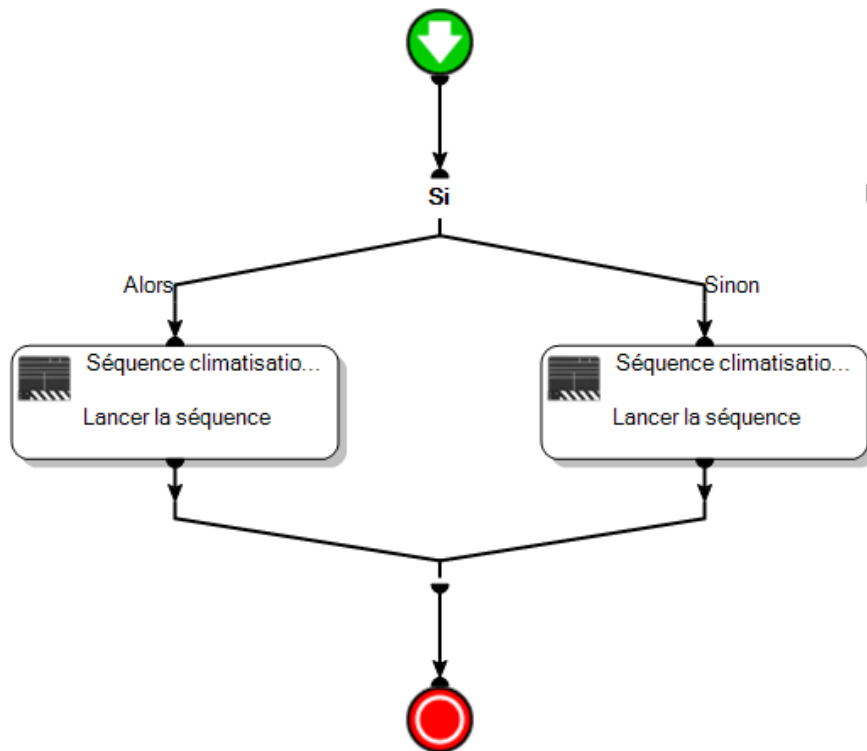 Si
Alors
Sinon
Séquence climatisatio...
Lancer la séquence
Séquence climatisatio...
Lancer la séquence